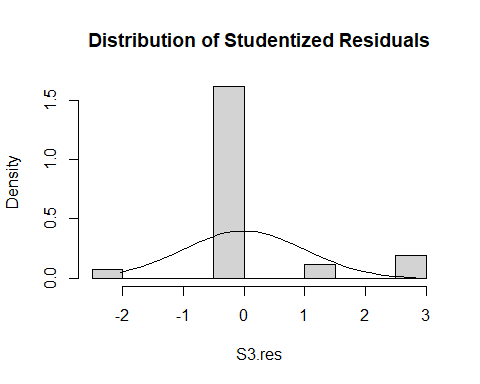 Distribution of Studentized Residuals
Density
1.5
1.0
0.5
0.0
-2 -1 0 1 2 3
S3.res